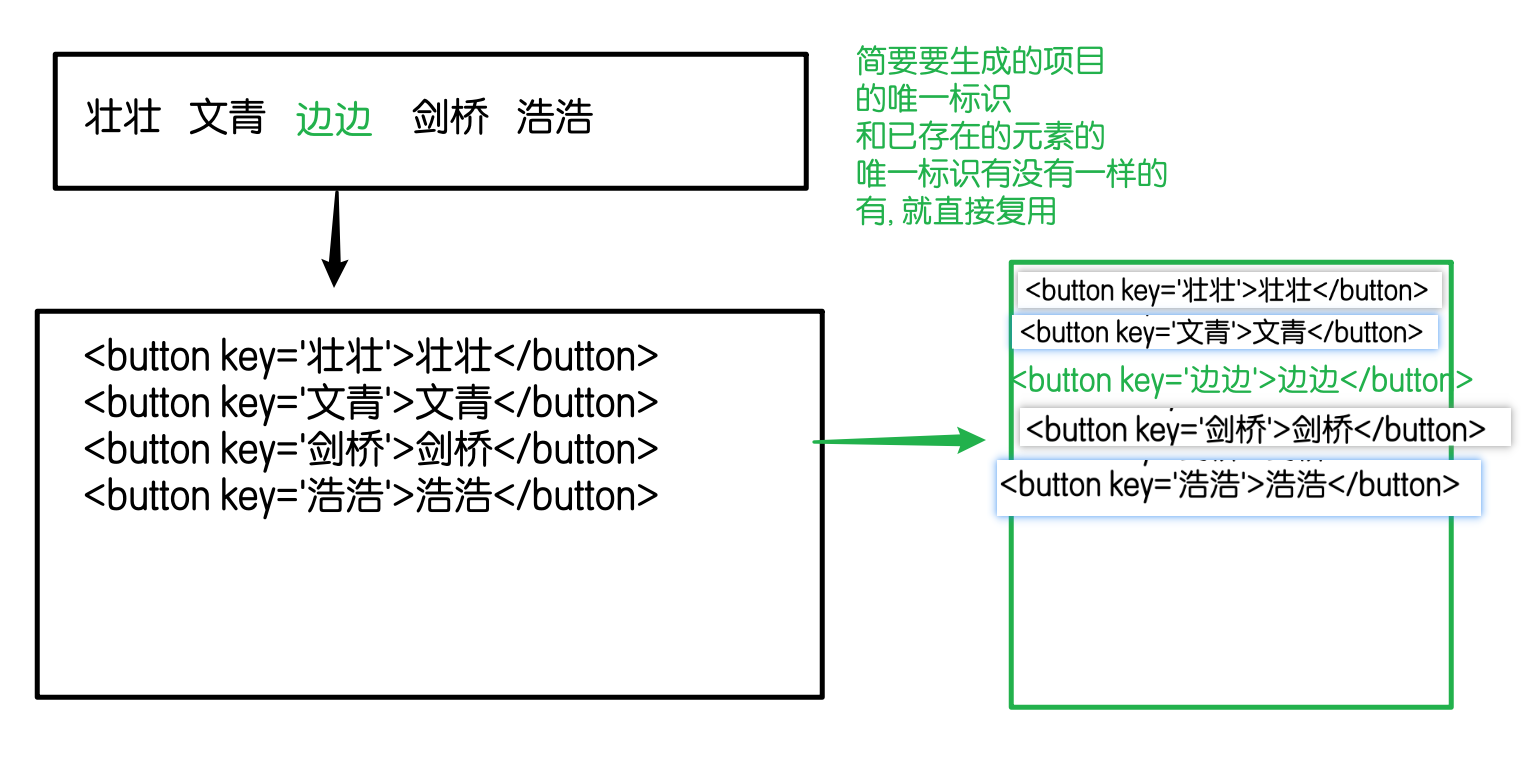 壮壮 文青 边边 剑桥 浩浩
简要要生成的项目
的唯一标识
和已存在的元素的
唯一标识有没有一样的
有, 就直接复用
<button key='壮壮'>壮壮</button>
<button key='文青'>文青</button>
<button key='剑桥'>剑桥</button>
<button key='浩浩'>浩浩</button>
<button key='壮壮'>壮壮</button>
<button key='文青'>文青</button>
<button key='边边'>边边</button>
<button key='剑桥'>剑桥</button>
<button key='浩浩'>浩浩</button>